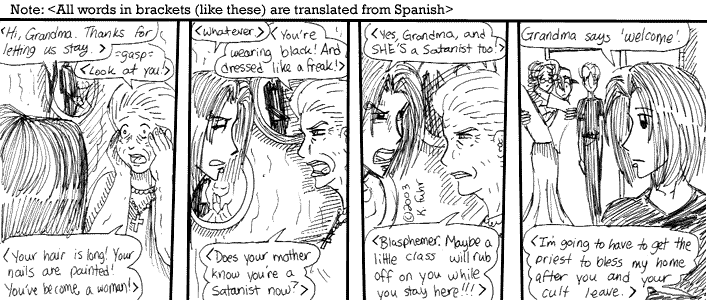 Note: <All words in brackets (like these) are translated from Spanish>
<Hi, Grandma. Thanks for
letting us stay.>
=gasp=
<Look at you!>
<Your hair is long! Your
nails are painted!
You've become a woman!>
<Whatever.>
<You're
wearing black! And
dressed like a freak!>
<Does your mother
know you're a
Satanist now?>
<Yes, Grandma, and
SHE'S a Satanist too!>
©2003
K. Fuhr
<Blasphemer! Maybe a
little class will rub
off on you while
you stay here!!!>
Grandma says 'welcome'.
<I'm going to have to get the
priest to bless my home
after you and your
cult leave.>